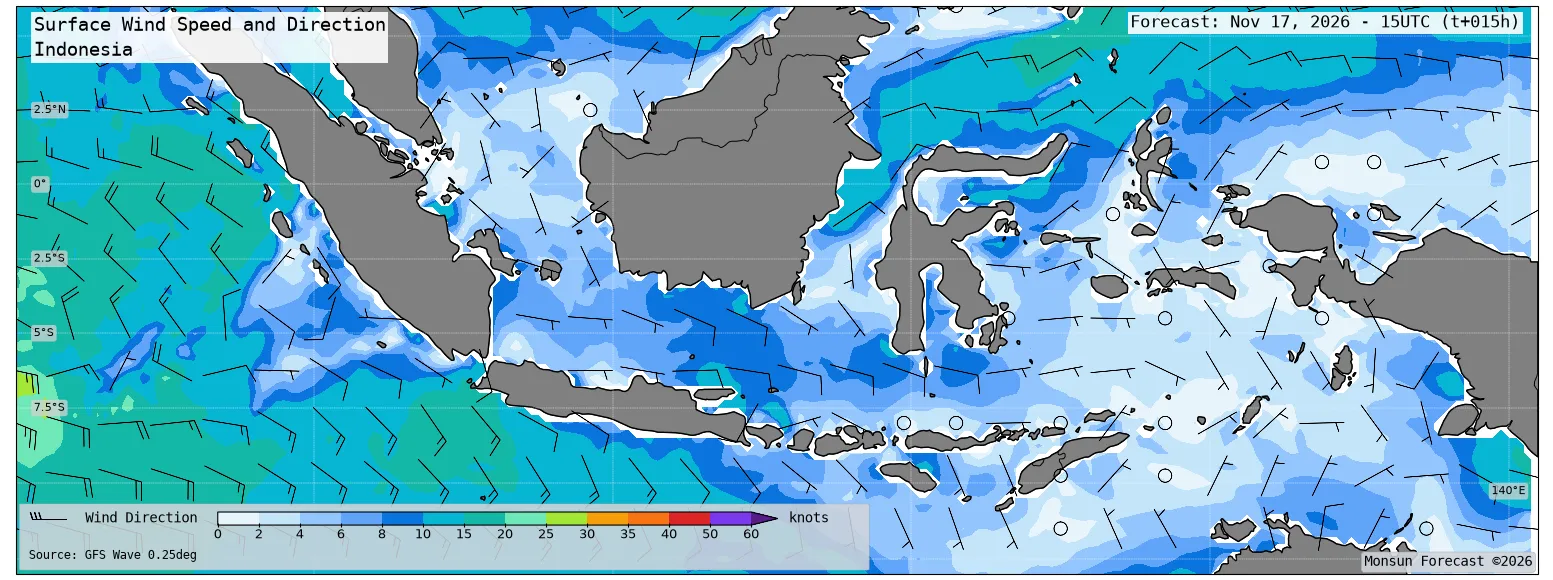 Surface Wind Speed and Direction
Indonesia
Forecast: Nov 17, 2026 - 15UTC (t+015h)
2.5°N
0°
2.5°S
5°S
7.5°S
140°E
Wind Direction
0 2 4 6 8 10 15 20 25 30 35 40 50 60 knots
Source: GFS Wave 0.25deg
Monsun Forecast ©2026